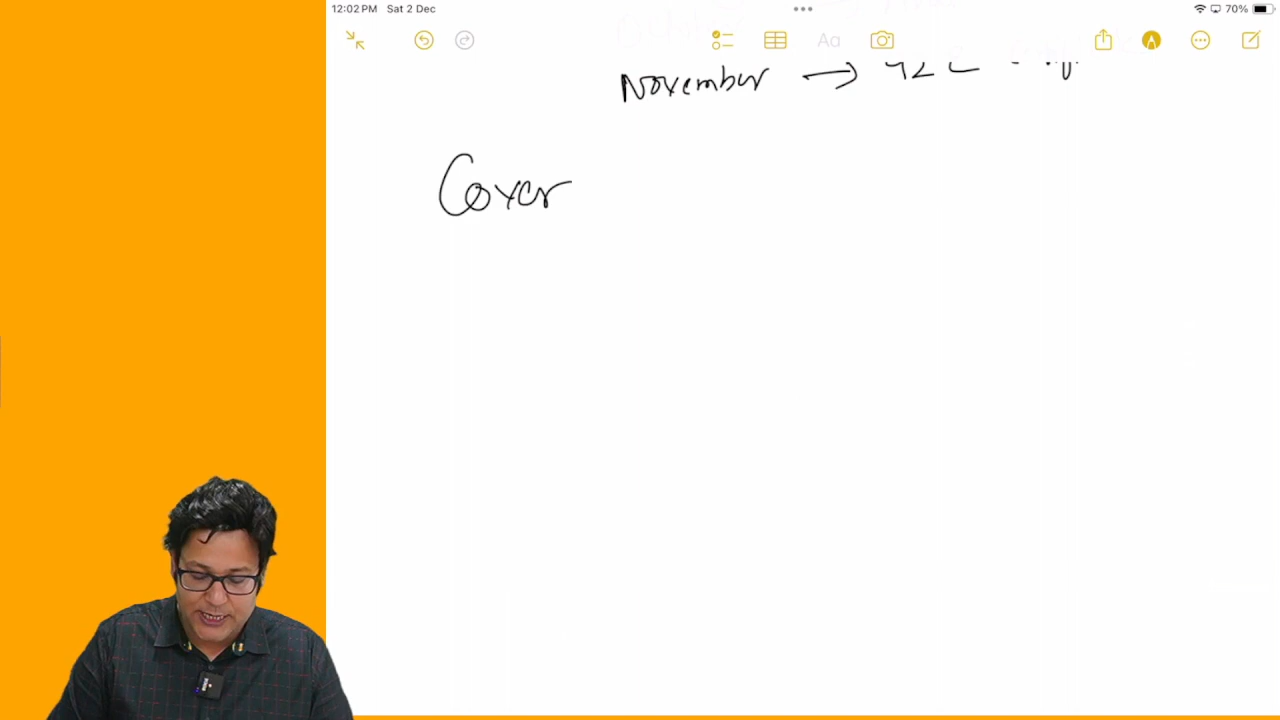 12:02 PM Sat 2 Dec 70%
Aa
November →
Cover